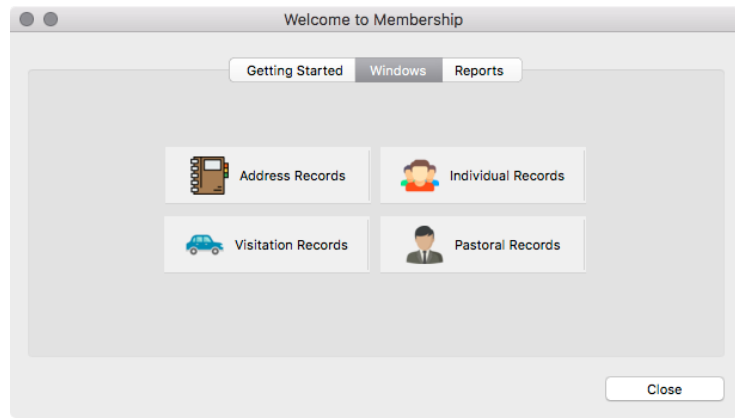 Welcome to Membership
Getting Started Windows Reports
Address Records Individual Records
Visitation Records Pastoral Records
Close